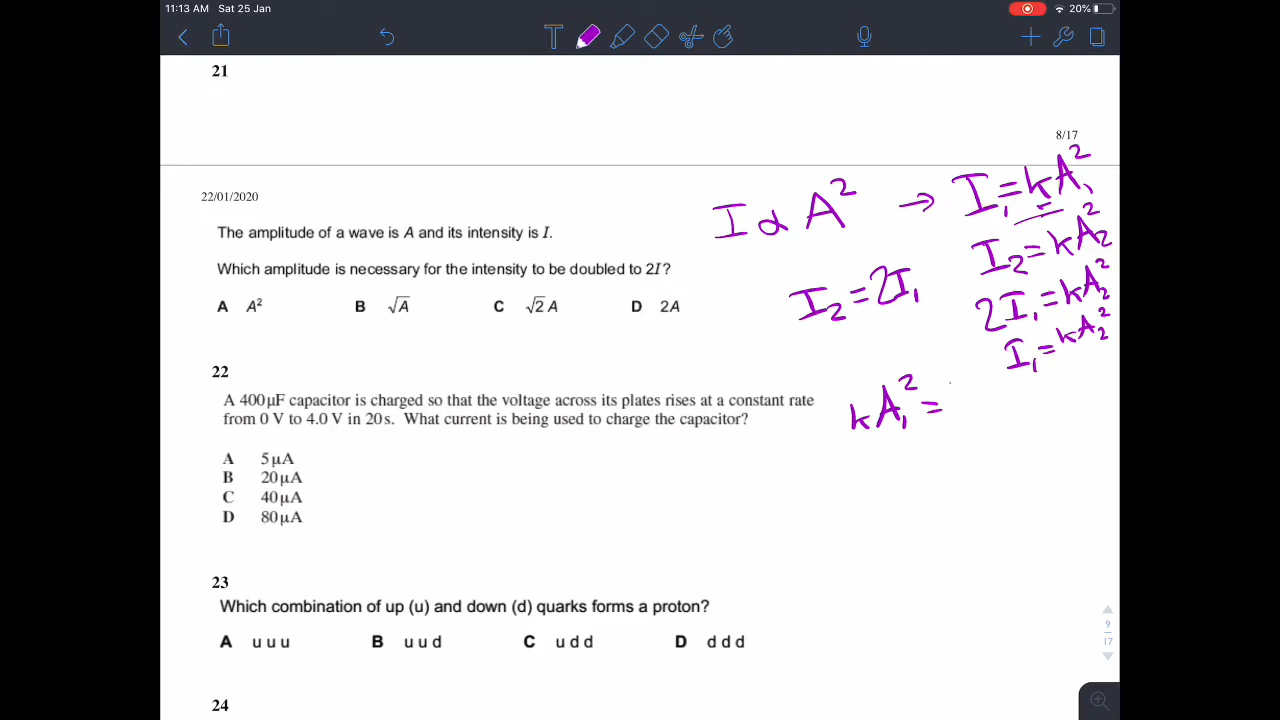 11:13 AM Sat 25 Jan
20%
T
21
8/17
22/01/2020
I ∝ A² → I₁ = kA₁²
The amplitude of a wave is A and its intensity is I.
I₂ = kA₂²
Which amplitude is necessary for the intensity to be doubled to 2I?
I₂ = 2I₁
2I₁ = kA₂²
A A² B √A C √2 A D 2A
I₁ = kA₂²
22
A 400 µF capacitor is charged so that the voltage across its plates rises at a constant rate
from 0 V to 4.0 V in 20 s. What current is being used to charge the capacitor?
kA₁² =
A 5 µA
B 20 µA
C 40 µA
D 80 µA
23
Which combination of up (u) and down (d) quarks forms a proton?
A u u u B u u d C u d d D d d d
9
17
24